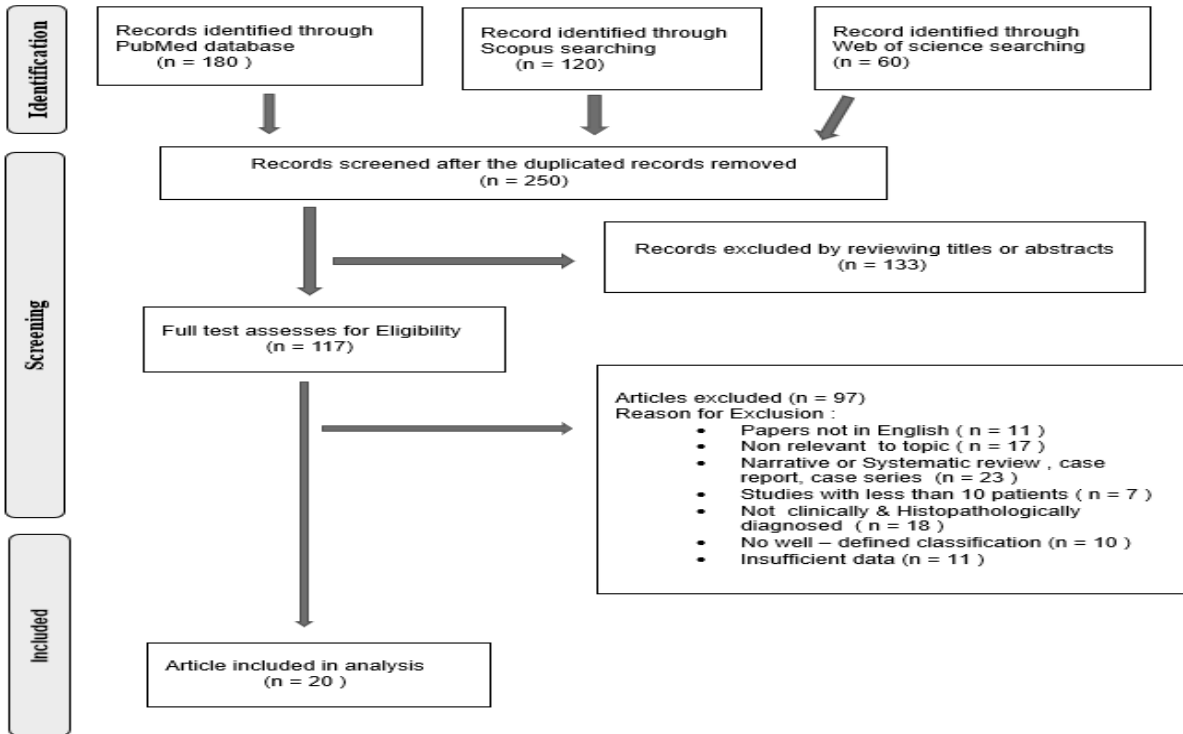 Identification
Records identified through
PubMed database
(n = 180 )
Record identified through
Scopus searching
(n = 120)
Record identified through
Web of science searching
(n = 60)
Screening
Records screened after the duplicated records removed
(n = 250)
Records excluded by reviewing titles or abstracts
(n = 133)
Full test assesses for Eligibility
(n = 117)
Articles excluded (n = 97)
Reason for Exclusion :
• Papers not in English ( n = 11 )
• Non relevant to topic ( n = 17 )
• Narrative or Systematic review , case
report, case series (n = 23 )
• Studies with less than 10 patients ( n = 7 )
• Not clinically & Histopathologically
diagnosed ( n = 18 )
• No well – defined classification (n = 10 )
• Insufficient data (n = 11 )
Included
Article included in analysis
(n = 20 )